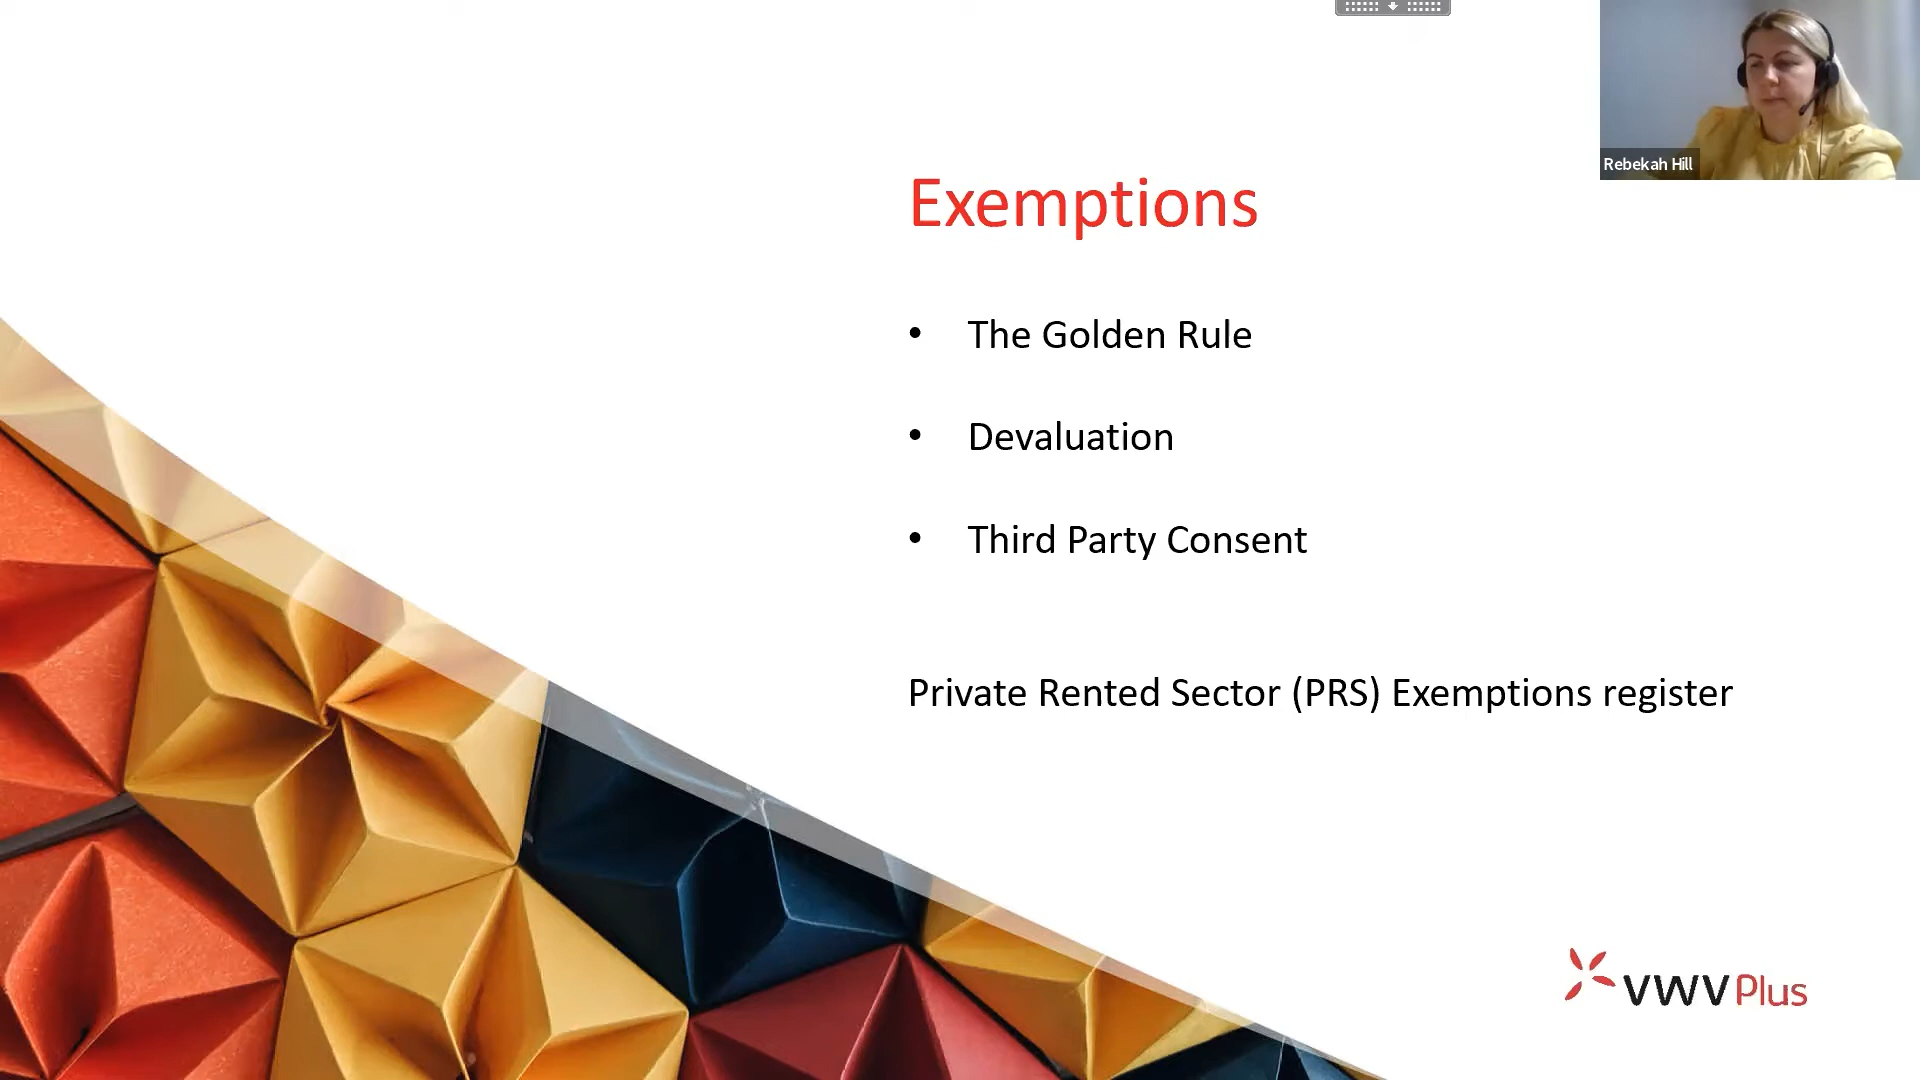 Rebekah Hill
Exemptions
• The Golden Rule
• Devaluation
• Third Party Consent
Private Rented Sector (PRS) Exemptions register
VWV Plus